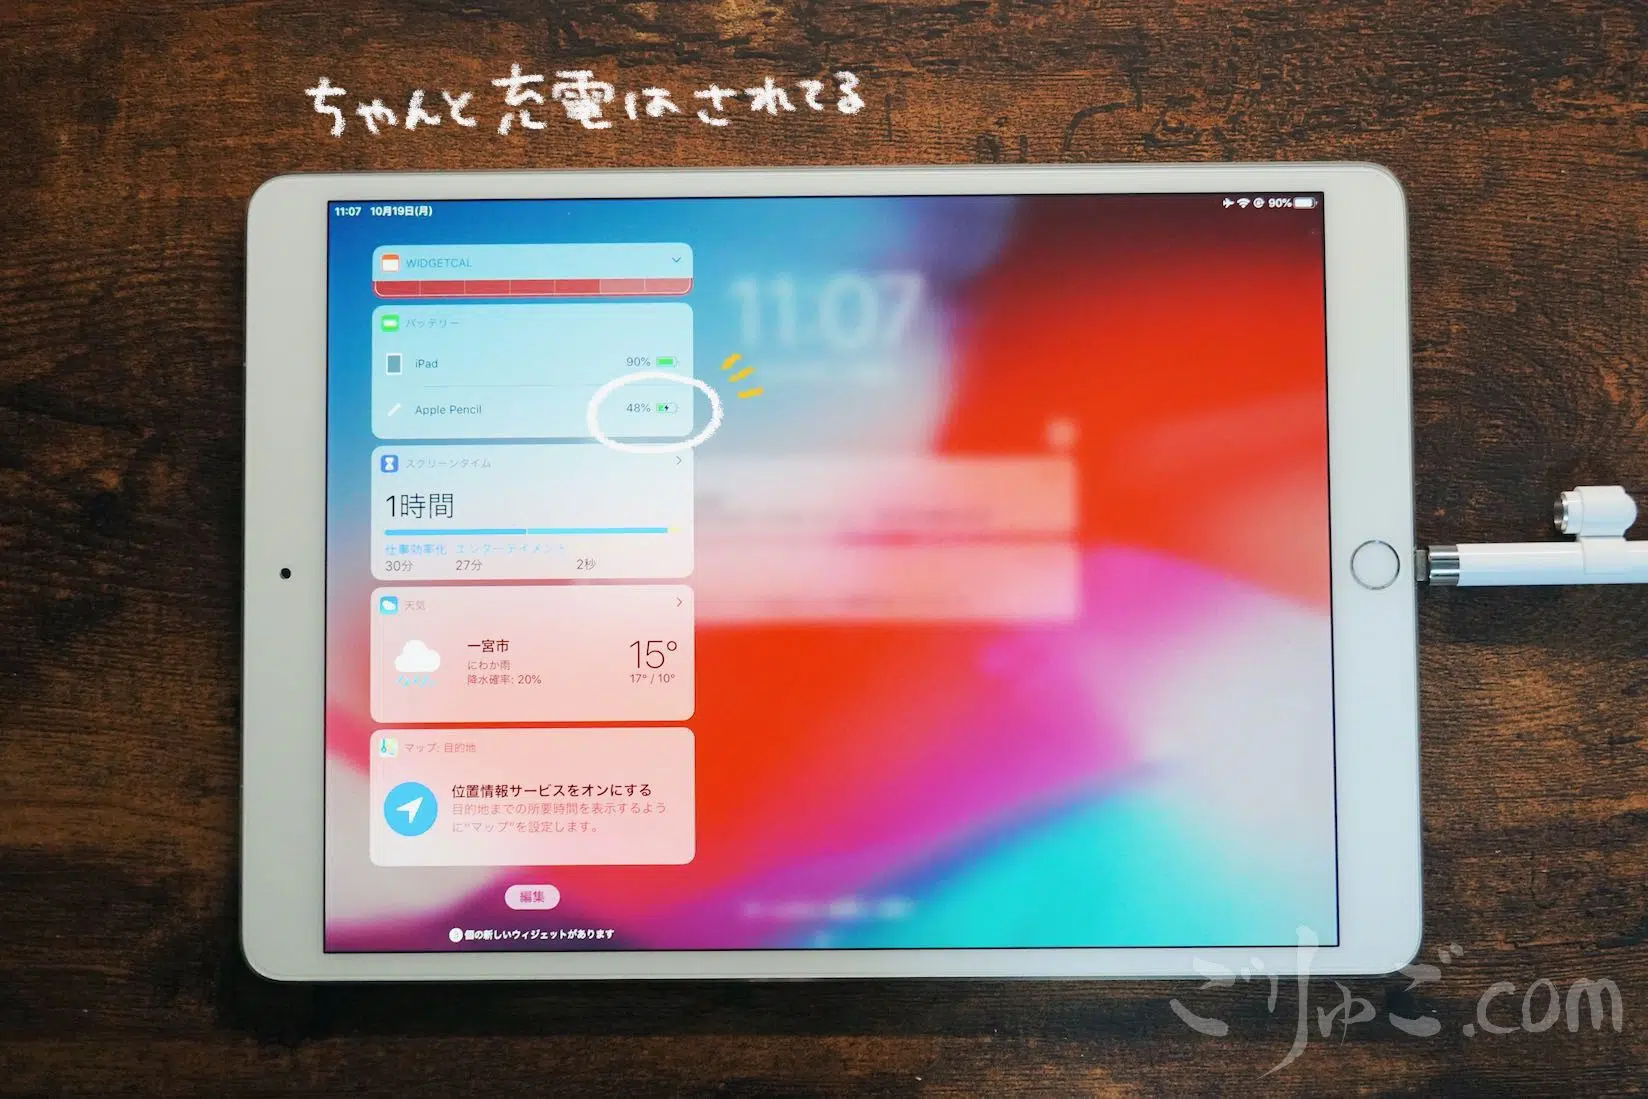 ちゃんと充電はされてる
11:07 10月19日(月)
90%
WIDGETCAL
11:07
バッテリー
iPad 90%
Apple Pencil 48%
スクリーンタイム
1時間
仕事効率化 エンターテイメント
30分 27分 2秒
天気
一宮市 15°
にわか雨
降水確率: 20% 17° / 10°
マップ: 目的地
位置情報サービスをオンにする
目的地までの所要時間を表示するよう
に“マップ”を設定します。
編集
個の新しいウィジェットがあります
ごりゅご.com